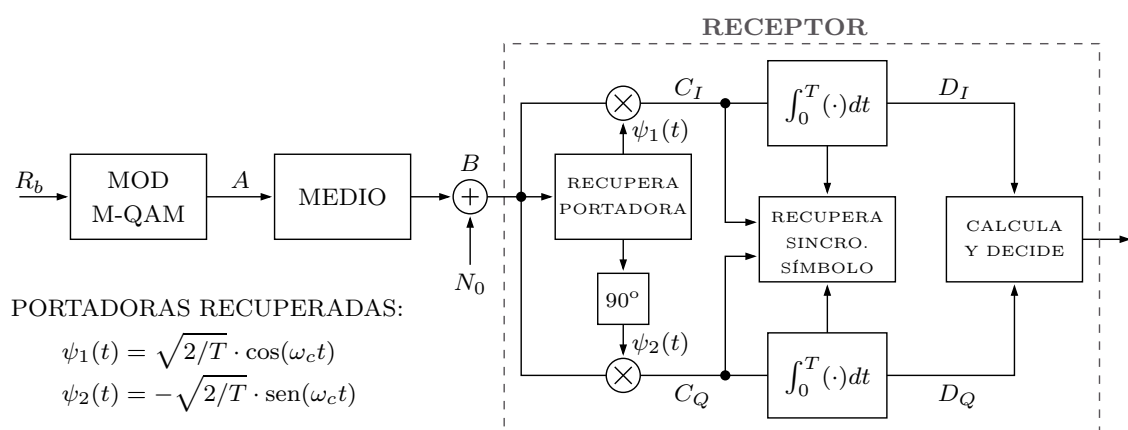 RECEPTOR
C_I
∫_0^T (·)dt
D_I
ψ_1(t)
R_b
MOD
M-QAM
A
MEDIO
B
+
N_0
RECUPERA
PORTADORA
RECUPERA
SINCRO.
SÍMBOLO
CALCULA
Y DECIDE
90º
ψ_2(t)
C_Q
∫_0^T (·)dt
D_Q
PORTADORAS RECUPERADAS:
ψ_1(t) = √(2/T) · cos(ω_c t)
ψ_2(t) = −√(2/T) · sen(ω_c t)